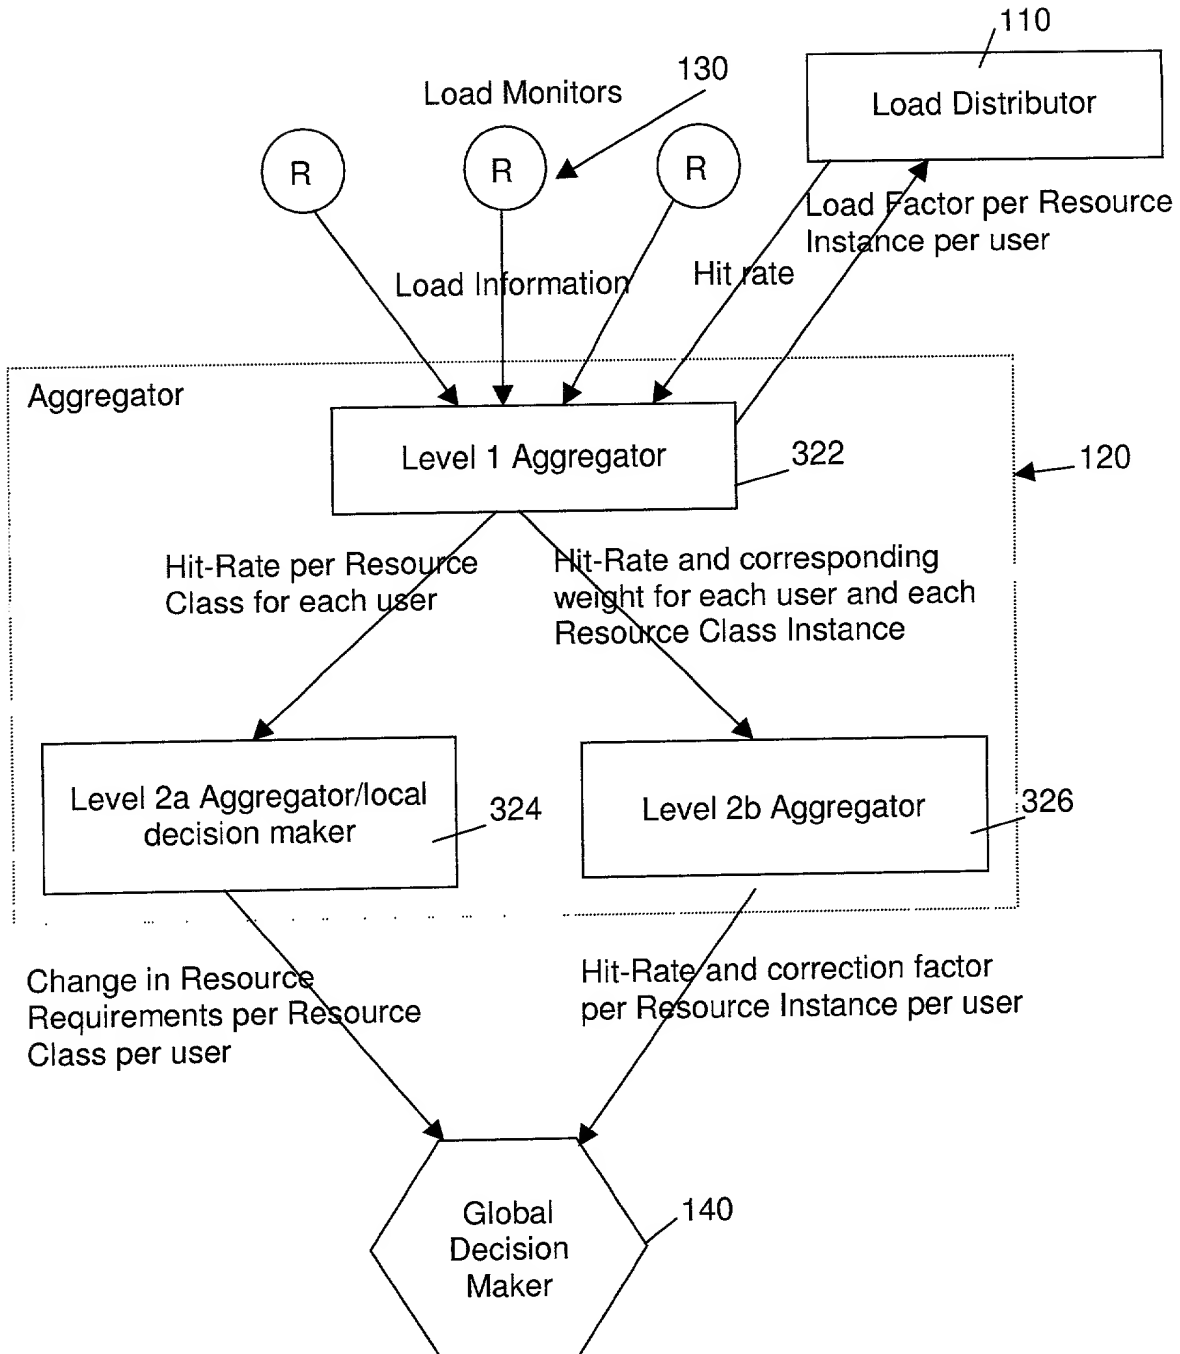 110
130
Load Monitors
Load Distributor
R
R
R
Load Factor per Resource
Instance per user
Load Information
Hit rate
Aggregator
Level 1 Aggregator
322
120
Hit-Rate per Resource
Class for each user
Hit-Rate and corresponding
weight for each user and each
Resource Class Instance
Level 2a Aggregator/local
decision maker
324
Level 2b Aggregator
326
Change in Resource
Requirements per Resource
Class per user
Hit-Rate and correction factor
per Resource Instance per user
Global
Decision
Maker
140